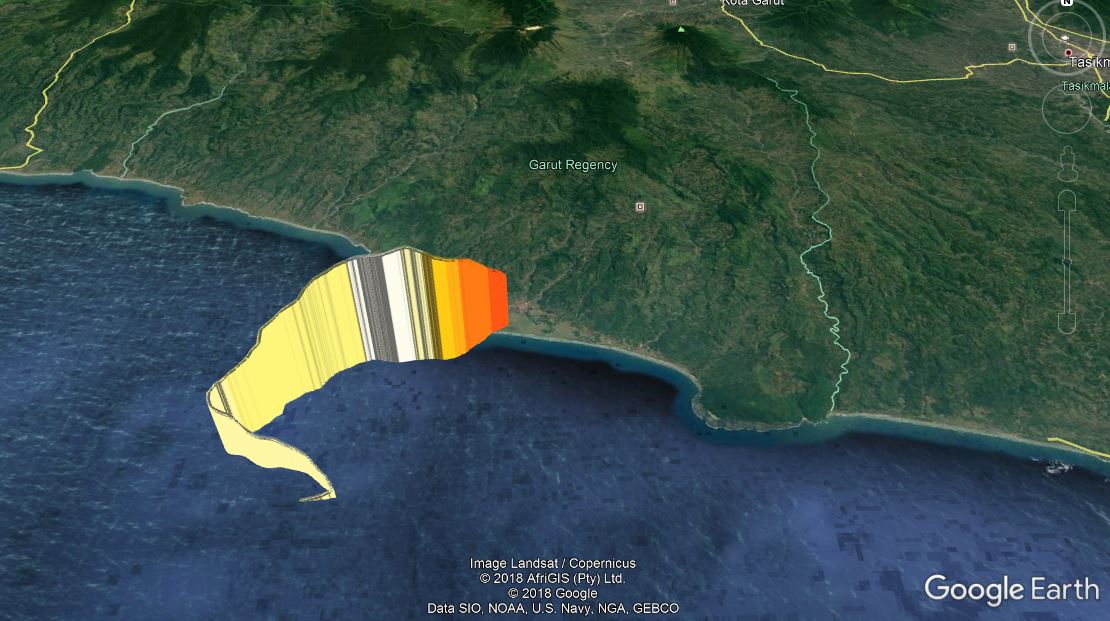 Kota Garut
N
Tasikm
Tasikmal
Garut Regency
Image Landsat / Copernicus
© 2018 AfriGIS (Pty) Ltd.
© 2018 Google
Data SIO, NOAA, U.S. Navy, NGA, GEBCO
Google Earth